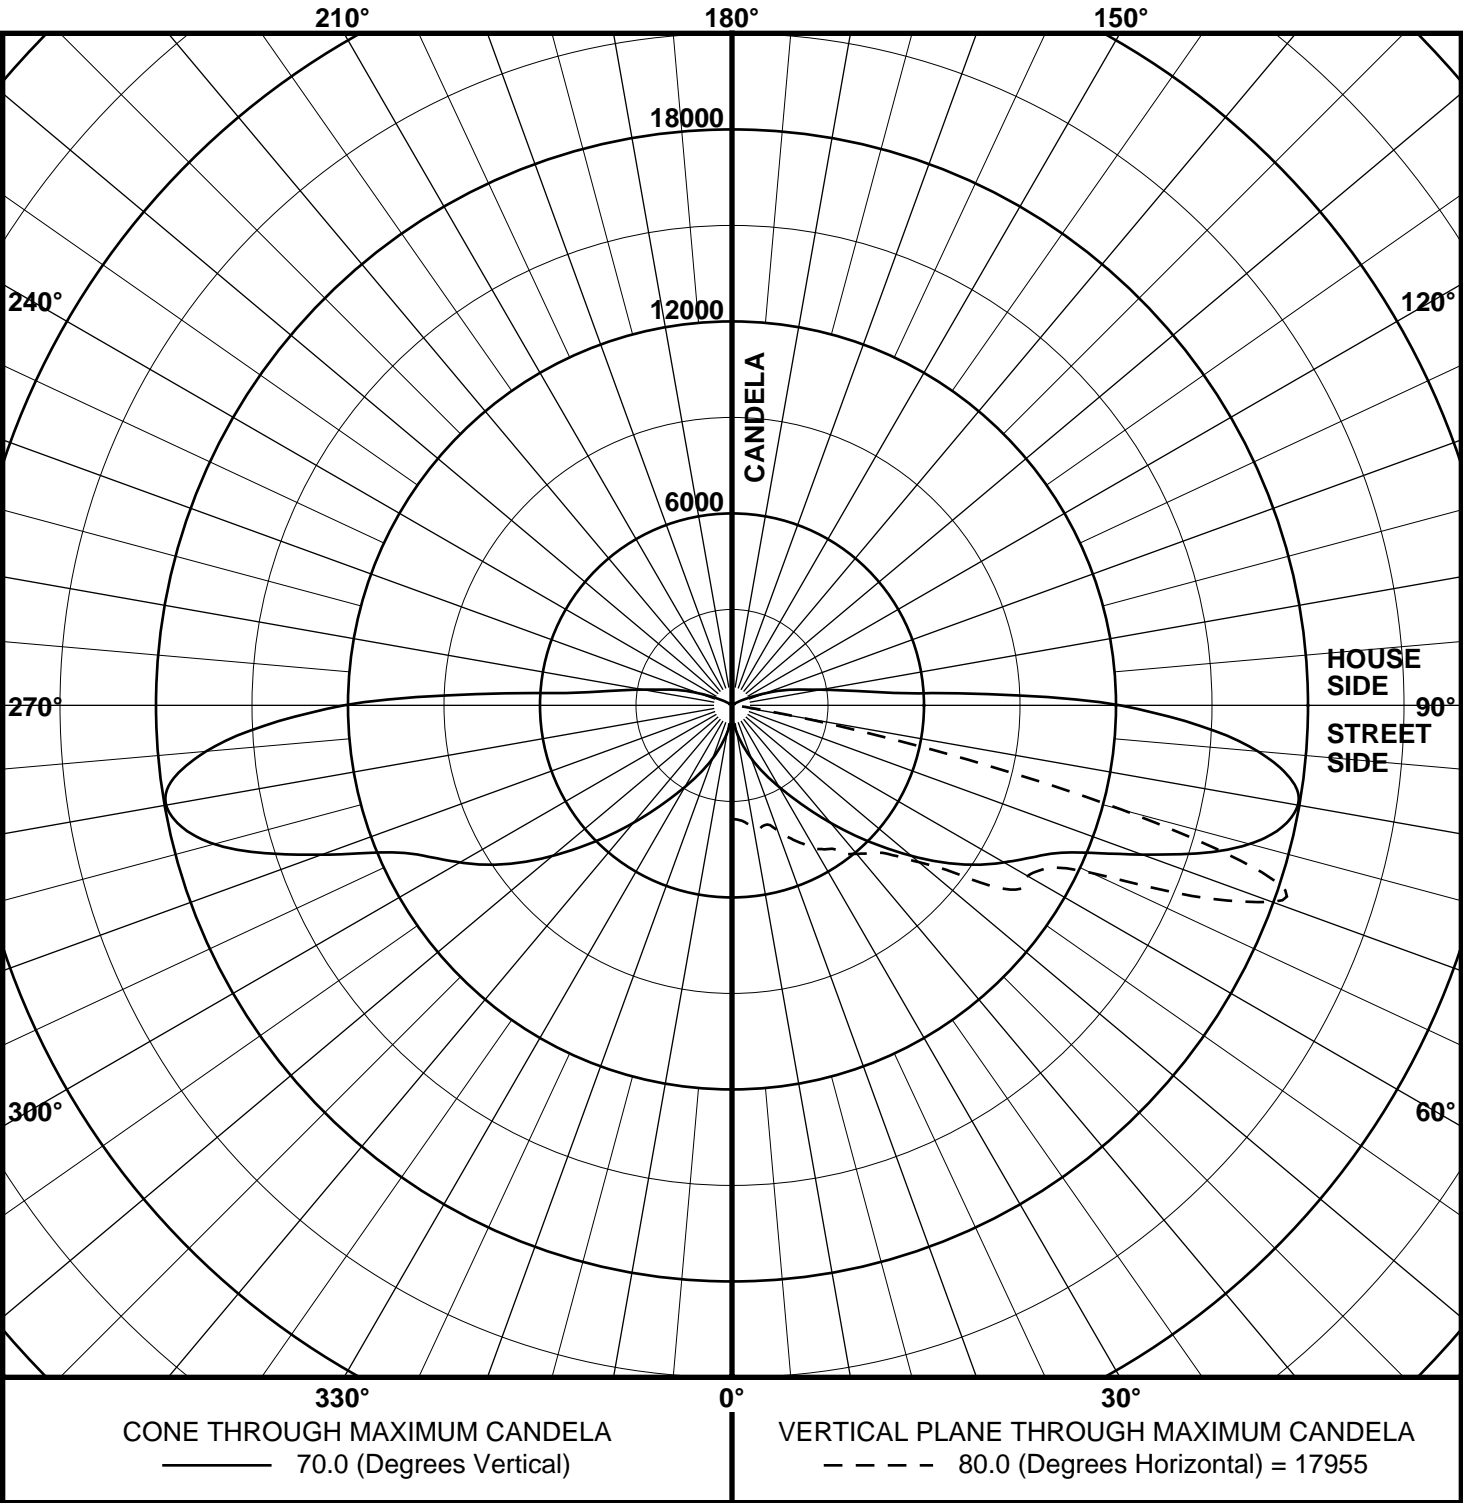 210°
180°
150°
18000
240°
120°
12000
CANDELA
6000
HOUSE
SIDE
270°
90°
STREET
SIDE
300°
60°
330°
0°
30°
CONE THROUGH MAXIMUM CANDELA
70.0 (Degrees Vertical)
VERTICAL PLANE THROUGH MAXIMUM CANDELA
80.0 (Degrees Horizontal) = 17955